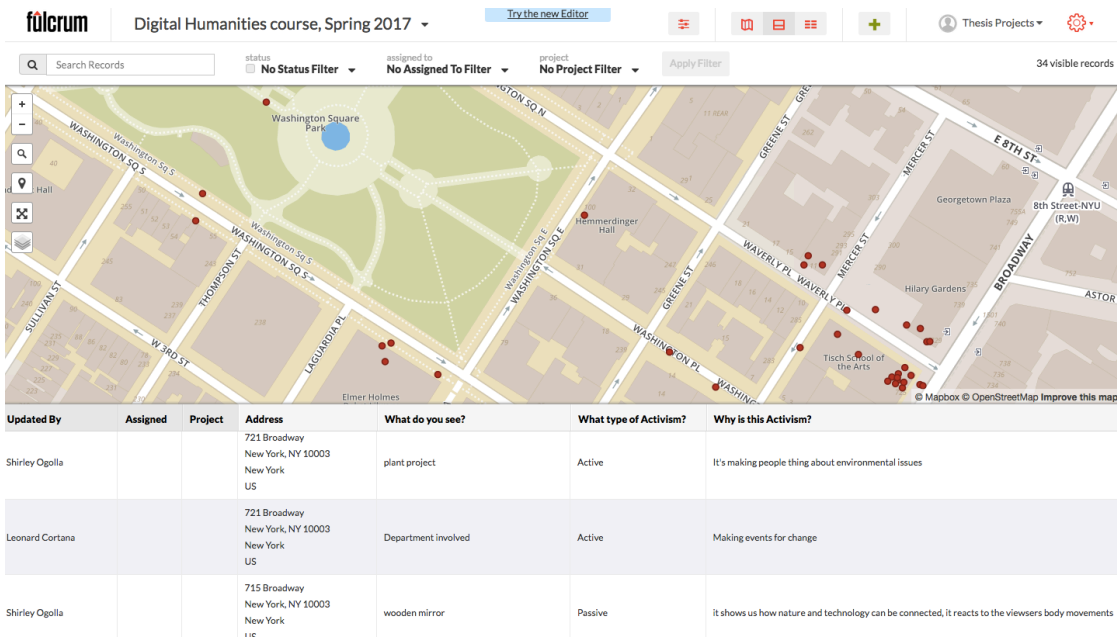 fulcrum
Digital Humanities course, Spring 2017
Try the new Editor
Thesis Projects
Search Records
status
No Status Filter
assigned to
No Assigned To Filter
project
No Project Filter
Apply Filter
34 visible records
+
−
Washington Square
Park
WASHINGTON SQ N
WASHINGTON SQ S
Washington Sq S
Hall
Washington Sq S
WASHINGTON SQ S
Washington Sq E
WASHINGTON SQ E
Hemmerdinger
Hall
GREENE ST
GRE
MERCER ST
E 8TH ST
Georgetown Plaza
8th Street-NYU
(R,W)
BROADWAY
ASTOR
Hilary Gardens
WAVERLY PL
WAVERLY PL
MERCER ST
GREENE ST
THOMPSON ST
SULLIVAN ST
W 3RD ST
LAGUARDIA PL
WASHINGTON PL
WASHING
Tisch School of
the Arts
Elmer Holmes
© Mapbox © OpenStreetMap Improve this map
Updated By Assigned Project Address What do you see? What type of Activism? Why is this Activism?
721 Broadway
New York, NY 10003
Shirley Ogolla plant project Active It's making people thing about environmental issues
New York
US
721 Broadway
New York, NY 10003
Leonard Cortana Department involved Active Making events for change
New York
US
715 Broadway
New York, NY 10003
Shirley Ogolla wooden mirror Passive it shows us how nature and technology can be connected, it reacts to the viewsers body movements
New York
US